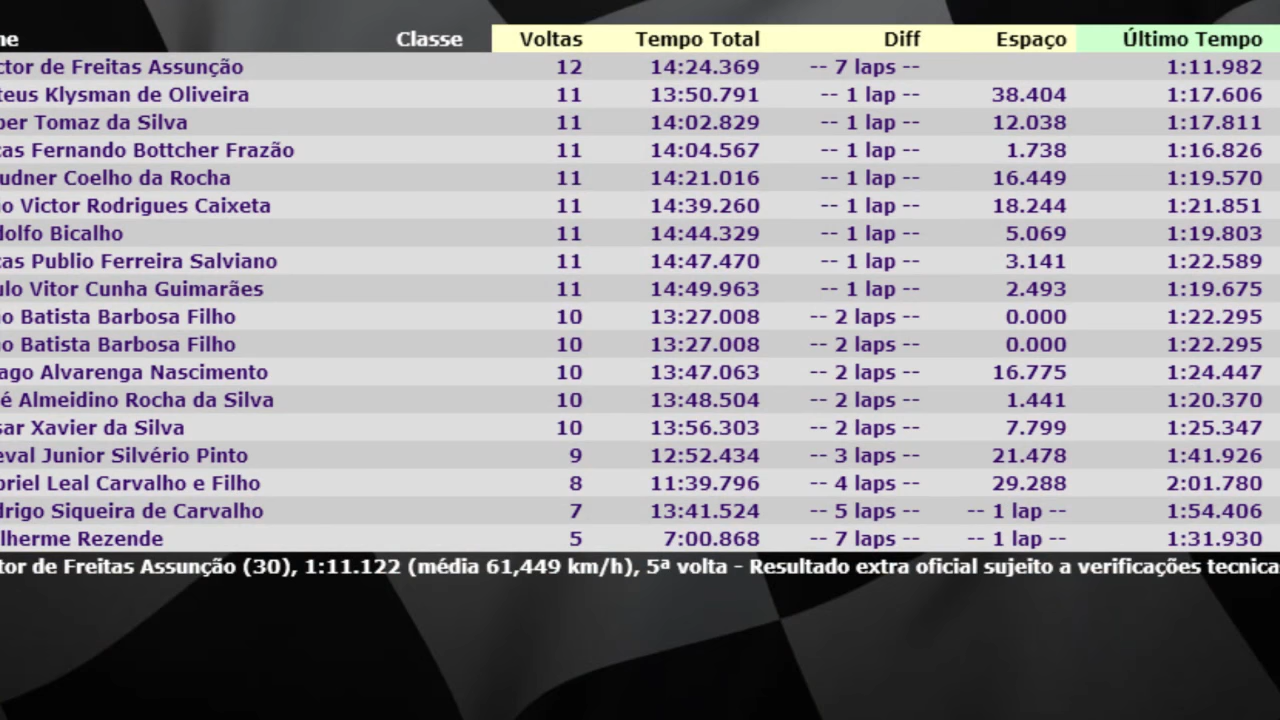 me Classe Voltas Tempo Total Diff Espaço Último Tempo
ctor de Freitas Assunção 12 14:24.369 -- 7 laps -- 1:11.982
teus Klysman de Oliveira 11 13:50.791 -- 1 lap -- 38.404 1:17.606
per Tomaz da Silva 11 14:02.829 -- 1 lap -- 12.038 1:17.811
cas Fernando Bottcher Frazão 11 14:04.567 -- 1 lap -- 1.738 1:16.826
udner Coelho da Rocha 11 14:21.016 -- 1 lap -- 16.449 1:19.570
o Victor Rodrigues Caixeta 11 14:39.260 -- 1 lap -- 18.244 1:21.851
dolfo Bicalho 11 14:44.329 -- 1 lap -- 5.069 1:19.803
cas Publio Ferreira Salviano 11 14:47.470 -- 1 lap -- 3.141 1:22.589
ulo Vitor Cunha Guimarães 11 14:49.963 -- 1 lap -- 2.493 1:19.675
o Batista Barbosa Filho 10 13:27.008 -- 2 laps -- 0.000 1:22.295
o Batista Barbosa Filho 10 13:27.008 -- 2 laps -- 0.000 1:22.295
ago Alvarenga Nascimento 10 13:47.063 -- 2 laps -- 16.775 1:24.447
é Almeidino Rocha da Silva 10 13:48.504 -- 2 laps -- 1.441 1:20.370
sar Xavier da Silva 10 13:56.303 -- 2 laps -- 7.799 1:25.347
eval Junior Silvério Pinto 9 12:52.434 -- 3 laps -- 21.478 1:41.926
briel Leal Carvalho e Filho 8 11:39.796 -- 4 laps -- 29.288 2:01.780
drigo Siqueira de Carvalho 7 13:41.524 -- 5 laps -- -- 1 lap -- 1:54.406
ilherme Rezende 5 7:00.868 -- 7 laps -- -- 1 lap -- 1:31.930
tor de Freitas Assunção (30), 1:11.122 (média 61,449 km/h), 5ª volta - Resultado extra oficial sujeito a verificações tecnica